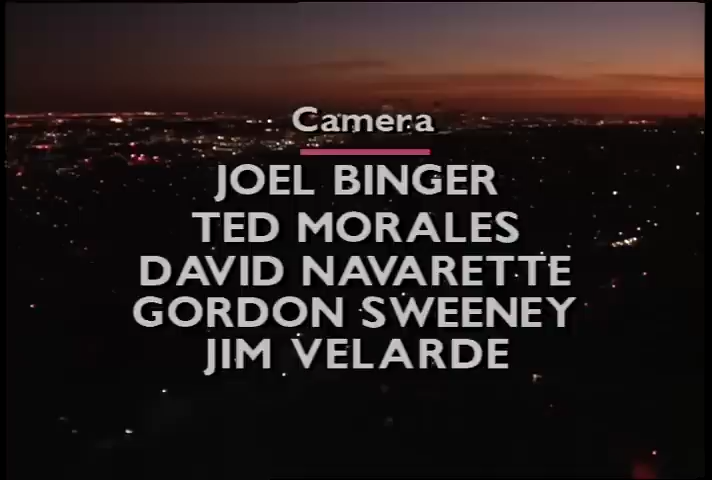 Camera
JOEL BINGER
TED MORALES
DAVID NAVARETTE
GORDON SWEENEY
JIM VELARDE